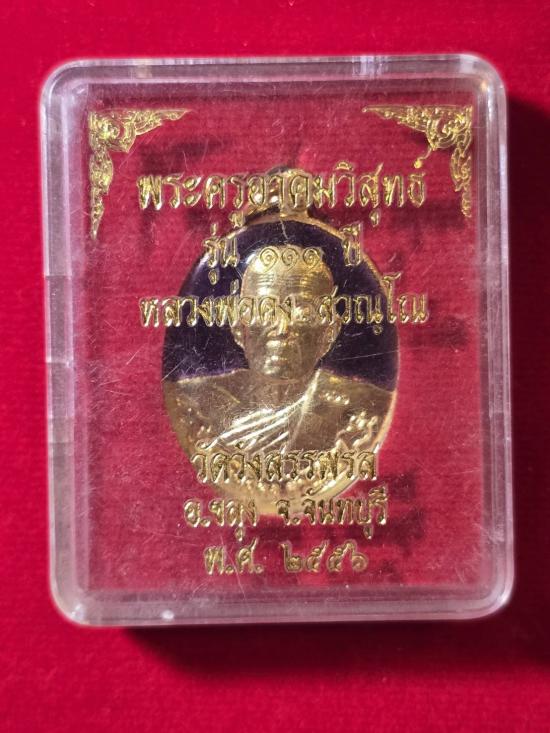 พระครูอาคมวิสุทธิ์
รุ่น ๑๑๑ ปี
หลวงพ่อคง สุวณฺโณ
วัดวังสรรพรส
อ.ขลุง จ.จันทบุรี
พ.ศ. ๒๕๕๖